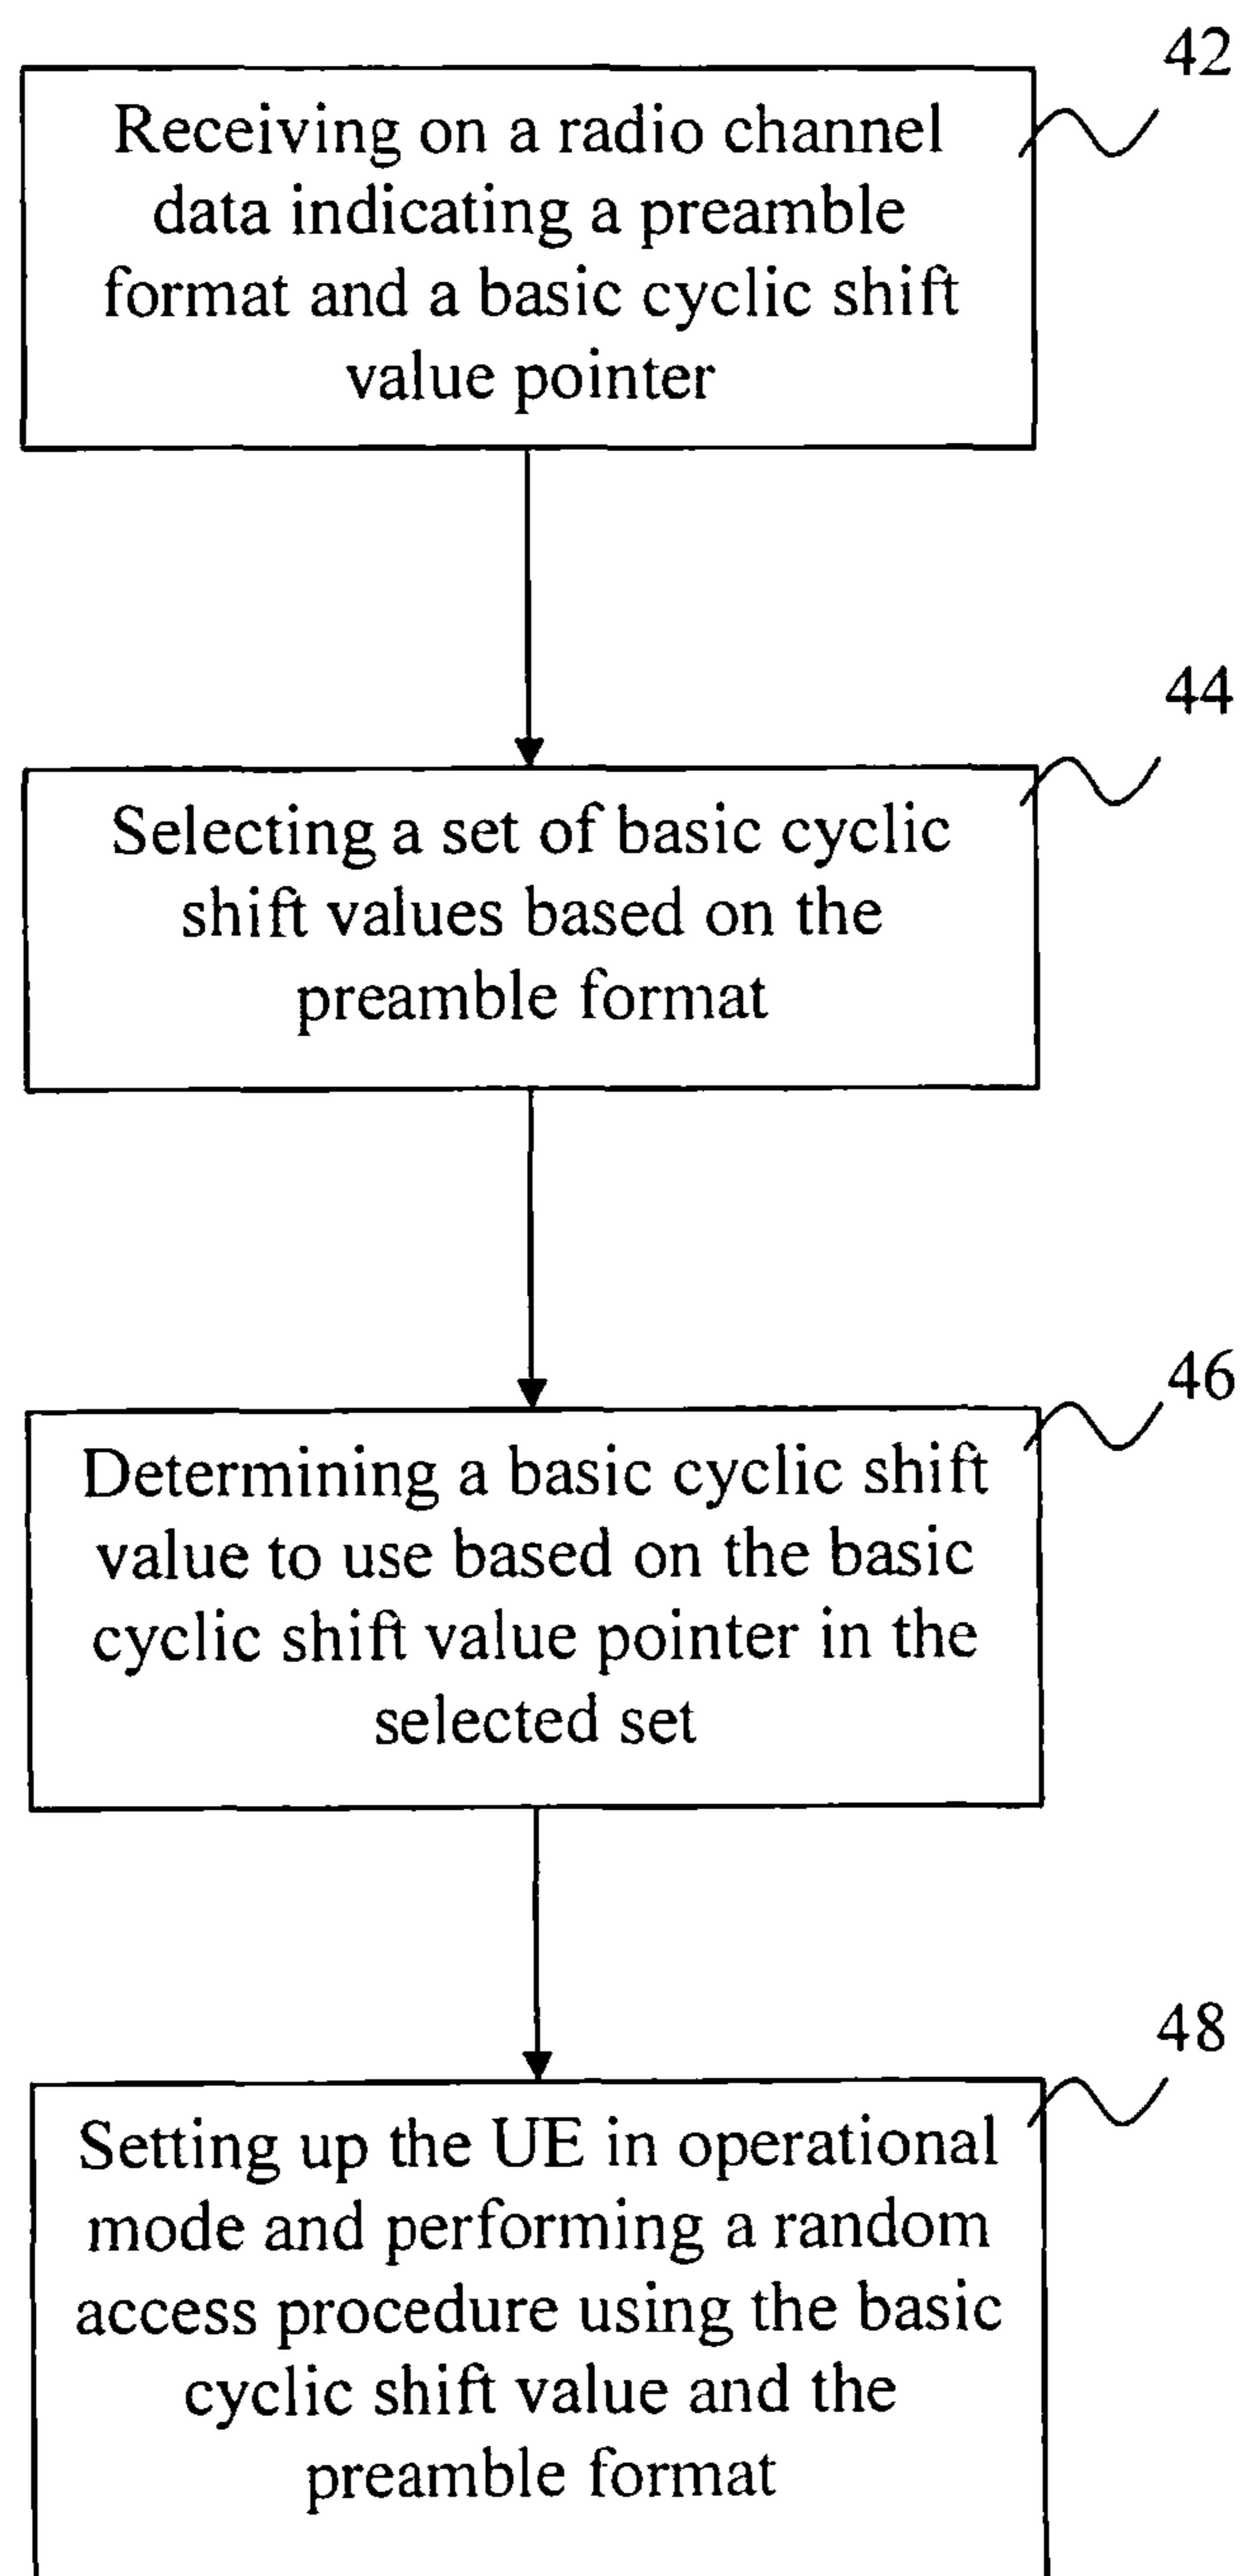 42
Receiving on a radio channel
data indicating a preamble
format and a basic cyclic shift
value pointer
44
Selecting a set of basic cyclic
shift values based on the
preamble format
46
Determining a basic cyclic shift
value to use based on the basic
cyclic shift value pointer in the
selected set
48
Setting up the UE in operational
mode and performing a random
access procedure using the basic
cyclic shift value and the
preamble format